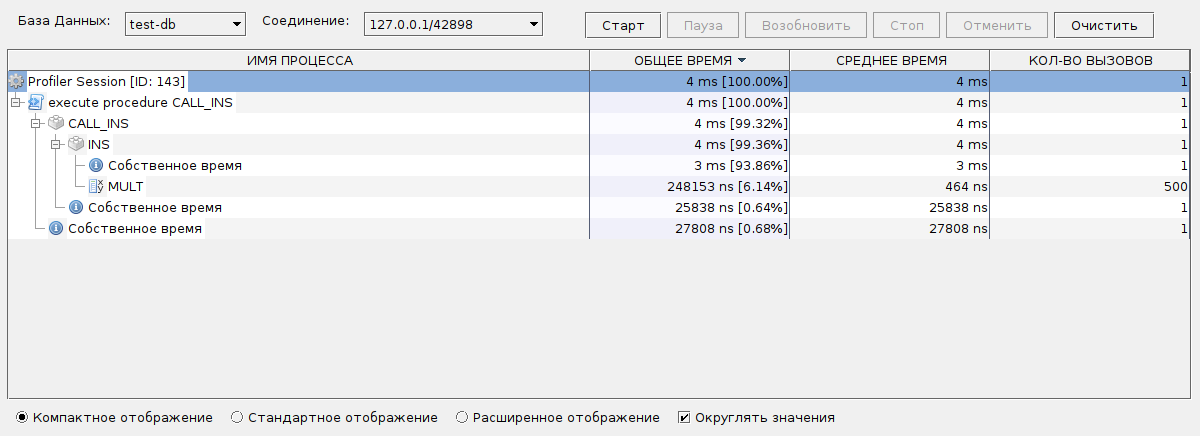 База Данных: test-db Соединение: 127.0.0.1/42898 Старт Пауза Возобновить Стоп Отменить Очистить
ИМЯ ПРОЦЕССА ОБЩЕЕ ВРЕМЯ СРЕДНЕЕ ВРЕМЯ КОЛ-ВО ВЫЗОВОВ
Profiler Session [ID: 143] 4 ms [100.00%] 4 ms 1
execute procedure CALL_INS 4 ms [100.00%] 4 ms 1
CALL_INS 4 ms [99.32%] 4 ms 1
INS 4 ms [99.36%] 4 ms 1
Собственное время 3 ms [93.86%] 3 ms 1
MULT 248153 ns [6.14%] 464 ns 500
Собственное время 25838 ns [0.64%] 25838 ns 1
Собственное время 27808 ns [0.68%] 27808 ns 1
Компактное отображение Стандартное отображение Расширенное отображение Округлять значения